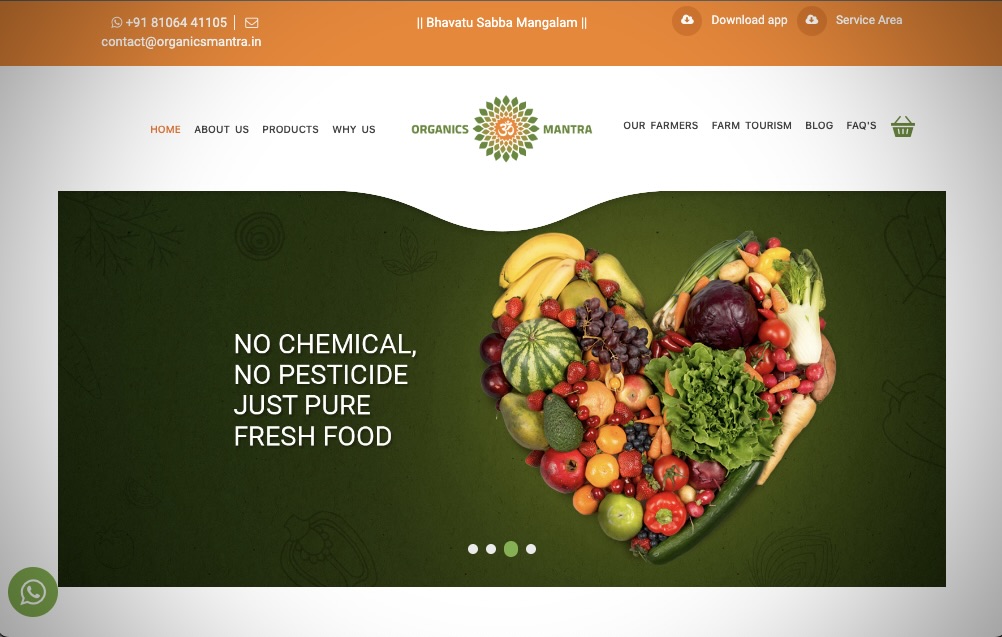 +91 81064 41105
contact@organicsmantra.in
|| Bhavatu Sabba Mangalam ||
Download app
Service Area
HOME ABOUT US PRODUCTS WHY US
ORGANICS ॐ MANTRA
OUR FARMERS FARM TOURISM BLOG FAQ'S
NO CHEMICAL,
NO PESTICIDE
JUST PURE
FRESH FOOD